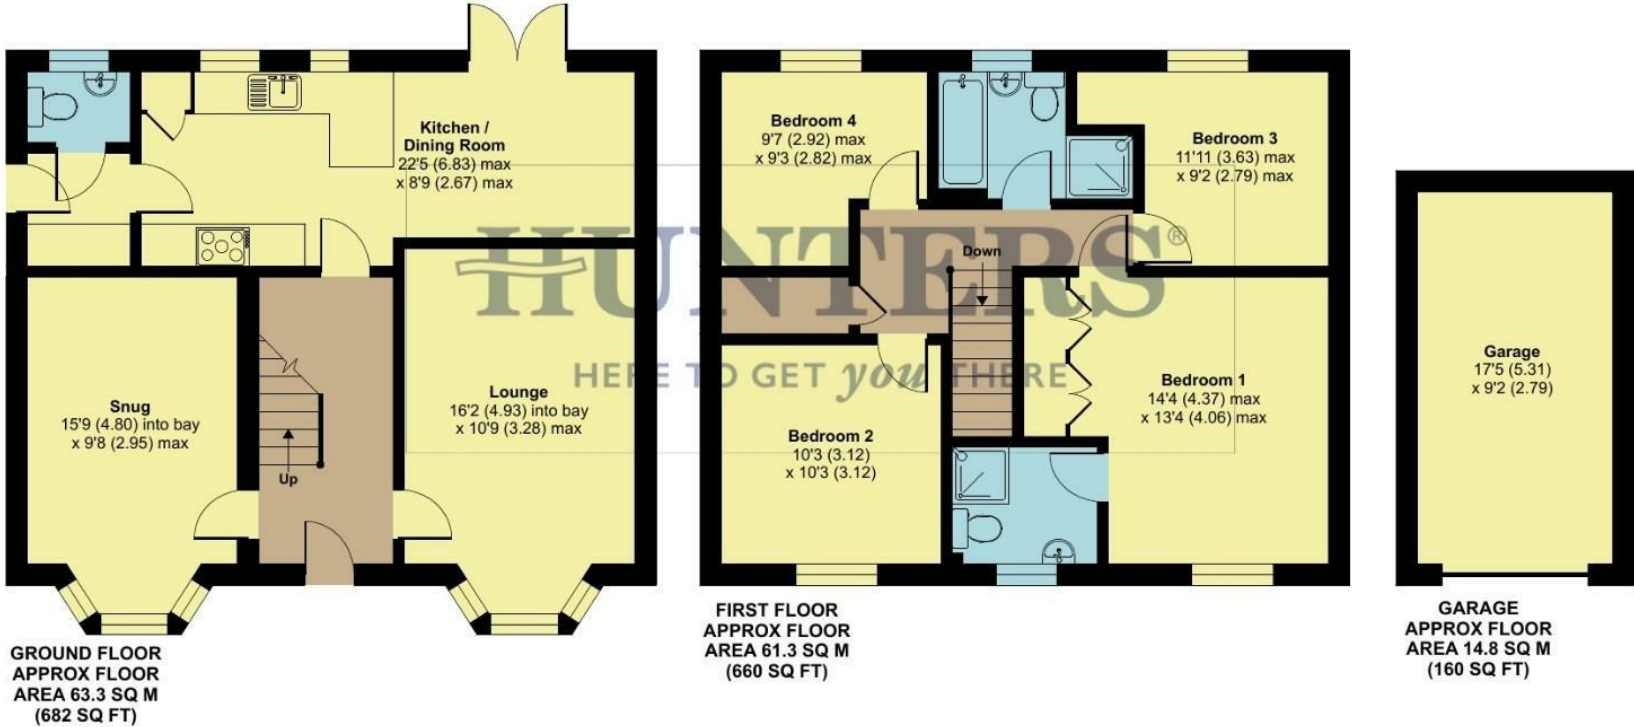 Kitchen /
Dining Room
22'5 (6.83) max
x 8'9 (2.67) max
Snug
15'9 (4.80) into bay
x 9'8 (2.95) max
Up
Lounge
16'2 (4.93) into bay
x 10'9 (3.28) max
GROUND FLOOR
APPROX FLOOR
AREA 63.3 SQ M
(682 SQ FT)
Bedroom 4
9'7 (2.92) max
x 9'3 (2.82) max
Bedroom 3
11'11 (3.63) max
x 9'2 (2.79) max
Down
Bedroom 1
14'4 (4.37) max
x 13'4 (4.06) max
Bedroom 2
10'3 (3.12)
x 10'3 (3.12)
FIRST FLOOR
APPROX FLOOR
AREA 61.3 SQ M
(660 SQ FT)
Garage
17'5 (5.31)
x 9'2 (2.79)
GARAGE
APPROX FLOOR
AREA 14.8 SQ M
(160 SQ FT)
HUNTERS®
HERE TO GET you THERE